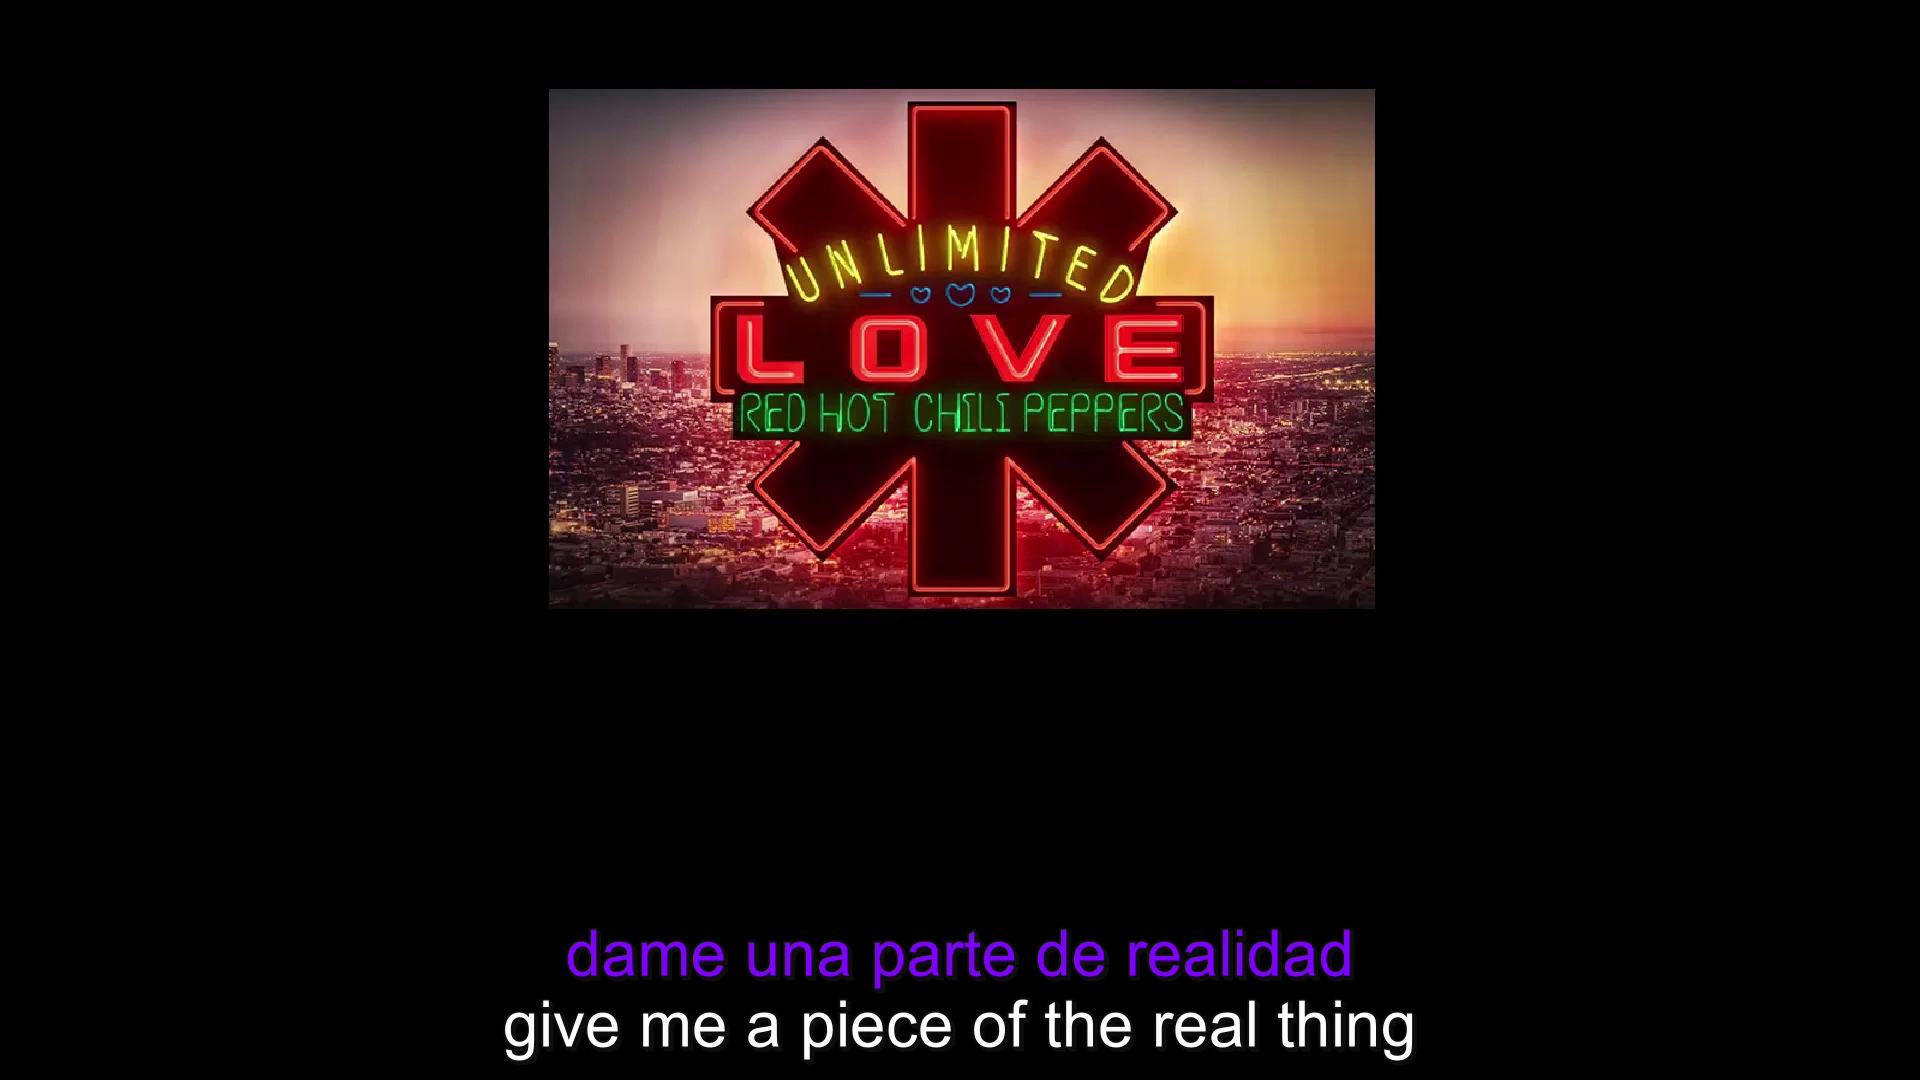 UNLIMITED
LOVE
RED HOT CHILI PEPPERS
dame una parte de realidad
give me a piece of the real thing